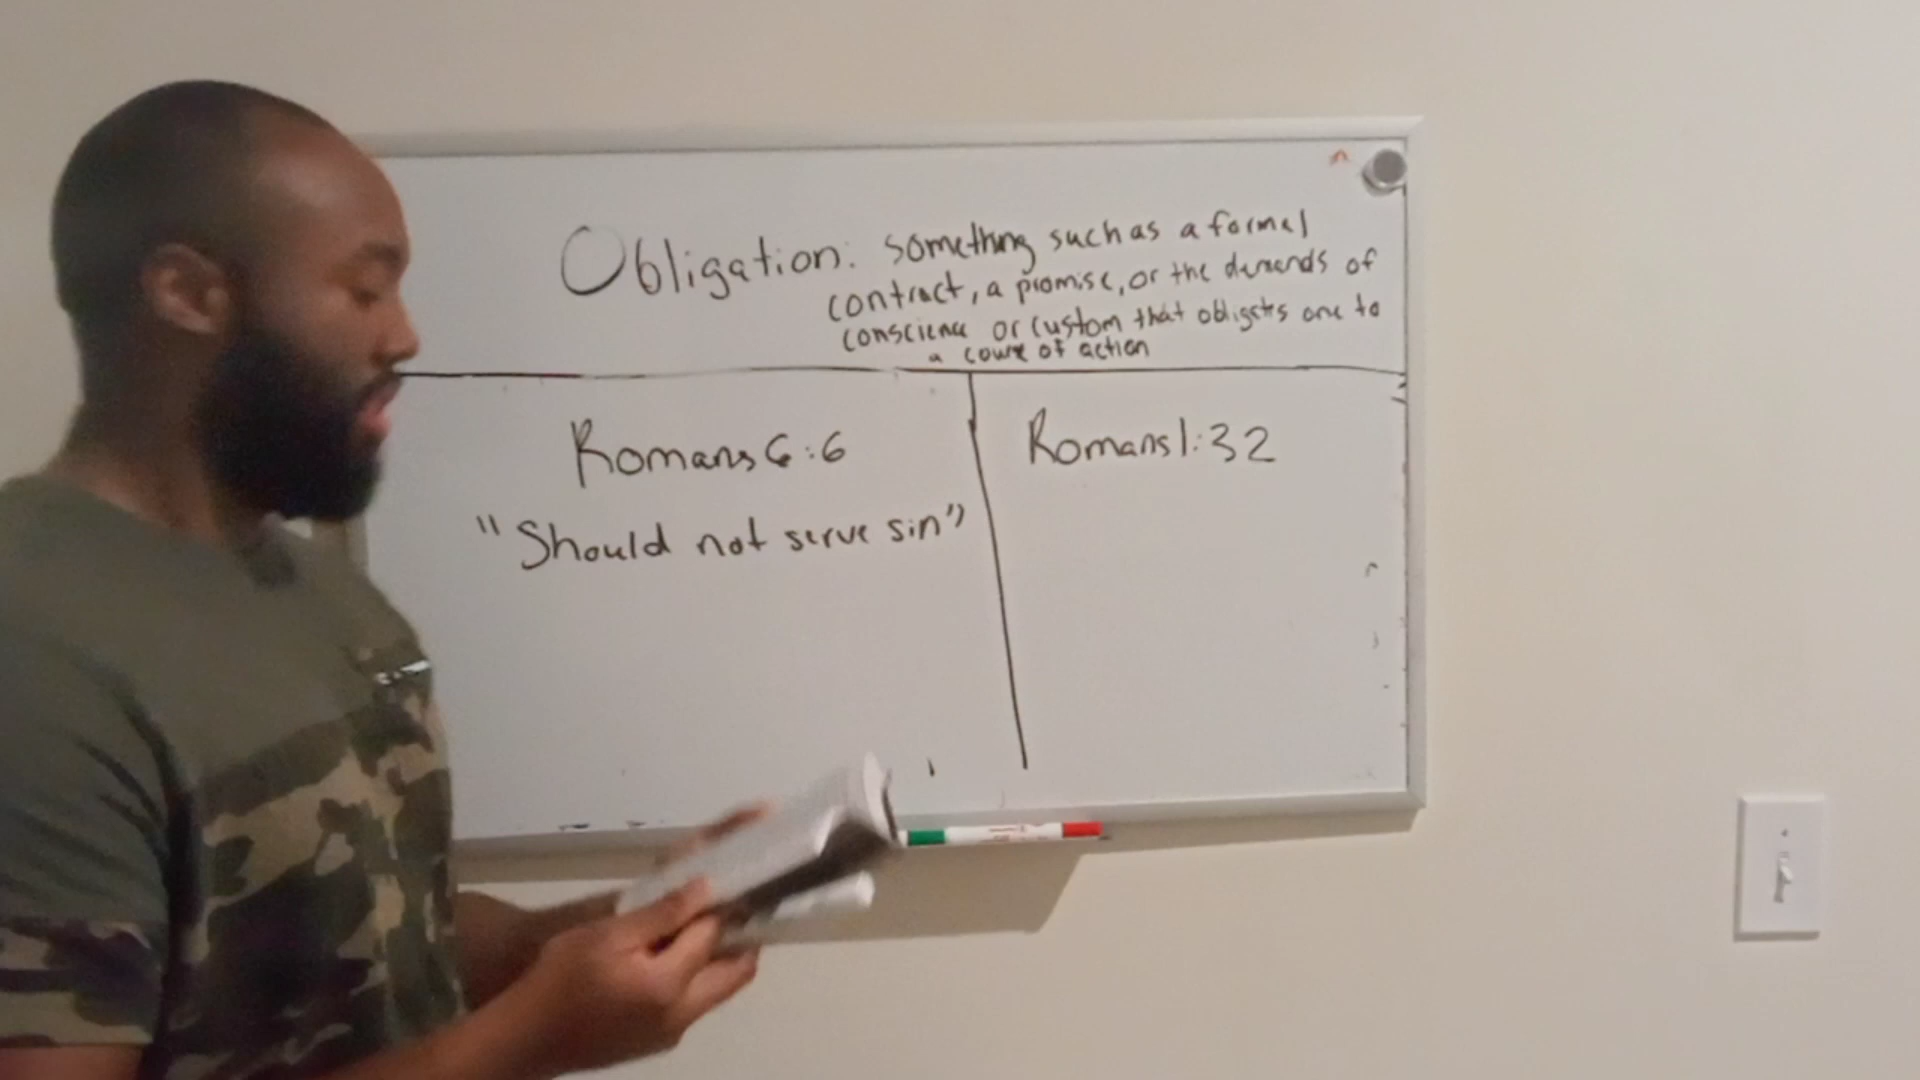 Obligation: something such as a formal
contract, a promise, or the demands of
conscience or custom that obligates one to
a course of action
Romans 6:6
"Should not serve sin"
Romans 1:32